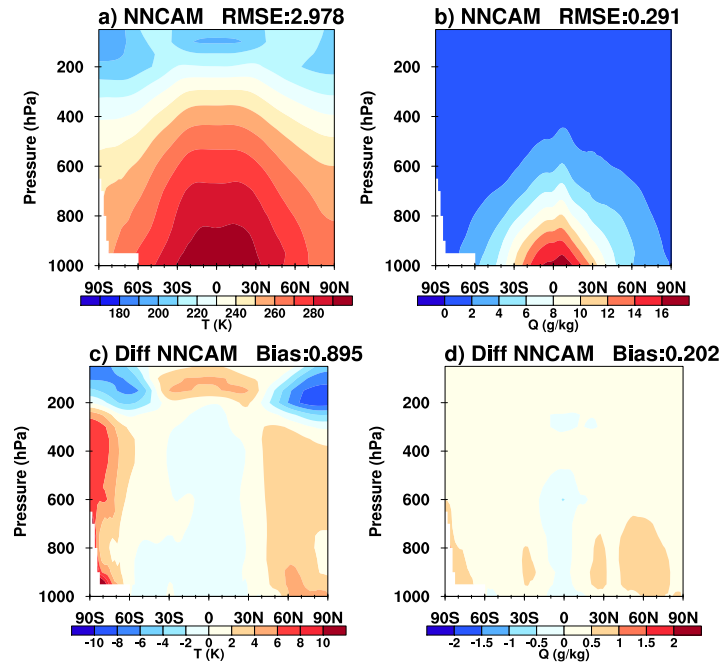 a) NNCAM RMSE:2.978
200
400
600
800
1000
Pressure (hPa)
90S 60S 30S 0 30N 60N 90N
180 200 220 240 260 280
T (K)
b) NNCAM RMSE:0.291
200
400
600
800
1000
Pressure (hPa)
90S 60S 30S 0 30N 60N 90N
0 2 4 6 8 10 12 14 16
Q (g/kg)
c) Diff NNCAM Bias:0.895
200
400
600
800
1000
Pressure (hPa)
90S 60S 30S 0 30N 60N 90N
-10 -8 -6 -4 -2 0 2 4 6 8 10
T (K)
d) Diff NNCAM Bias:0.202
200
400
600
800
1000
Pressure (hPa)
90S 60S 30S 0 30N 60N 90N
-2 -1.5 -1 -0.5 0 0.5 1 1.5 2
Q (g/kg)